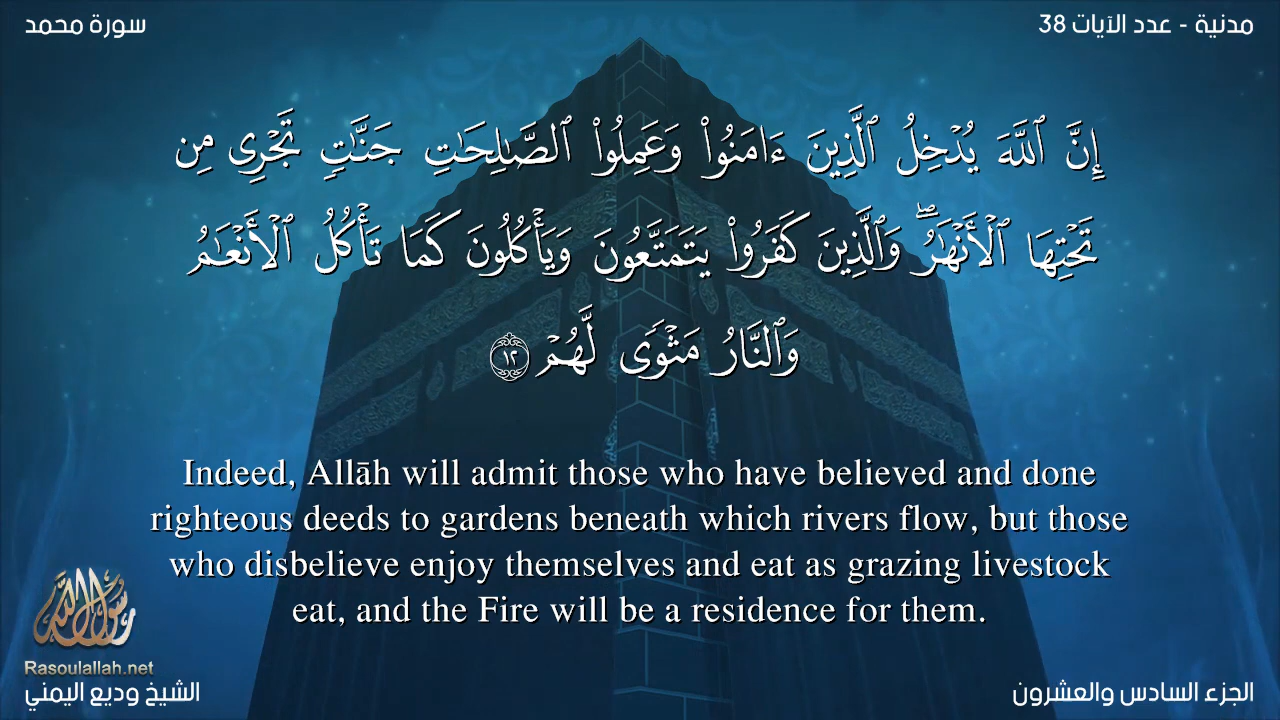 سورة محمد
مدنية - عدد الآيات 38
إِنَّ ٱللَّهَ يُدۡخِلُ ٱلَّذِينَ ءَامَنُواْ وَعَمِلُواْ ٱلصَّٰلِحَٰتِ جَنَّٰتٖ تَجۡرِي مِن
تَحۡتِهَا ٱلۡأَنۡهَٰرُۖ وَٱلَّذِينَ كَفَرُواْ يَتَمَتَّعُونَ وَيَأۡكُلُونَ كَمَا تَأۡكُلُ ٱلۡأَنۡعَٰمُ
وَٱلنَّارُ مَثۡوٗى لَّهُمۡ ١٢
Indeed, Allāh will admit those who have believed and done
righteous deeds to gardens beneath which rivers flow, but those
who disbelieve enjoy themselves and eat as grazing livestock
eat, and the Fire will be a residence for them.
رسول الله
Rasoulallah.net
الشيخ وديع اليمني
الجزء السادس والعشرون